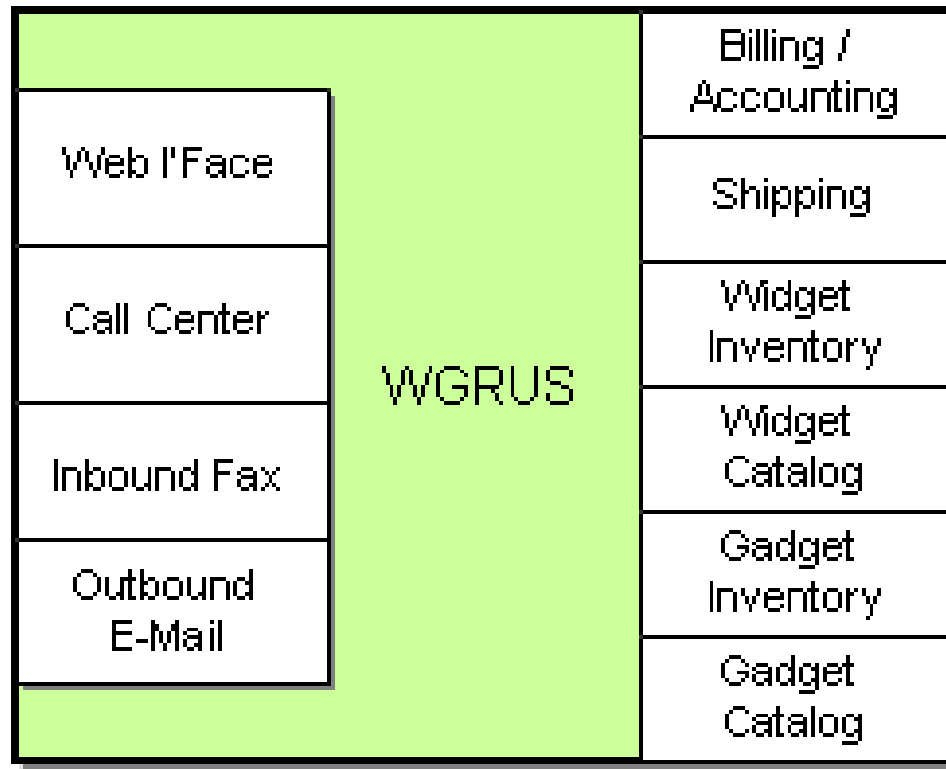 Web I'Face
Call Center
Inbound Fax
Outbound
E-Mail
WGRUS
Billing /
Accounting
Shipping
Widget
Inventory
Widget
Catalog
Gadget
Inventory
Gadget
Catalog